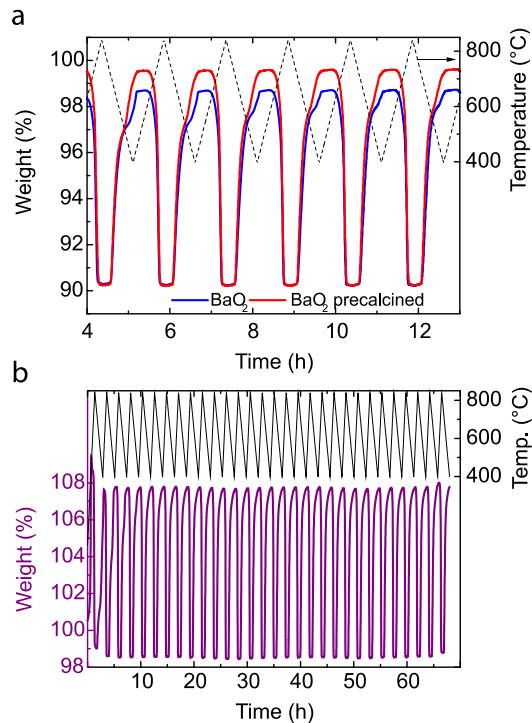 a
100
98
96
94
92
90
Weight (%)
800
600
400
Temperature (°C)
BaO₂
BaO₂ precalcined
4
6
8
10
12
Time (h)
b
108
106
104
102
100
98
Weight (%)
800
600
400
Temp. (°C)
10
20
30
40
50
60
Time (h)